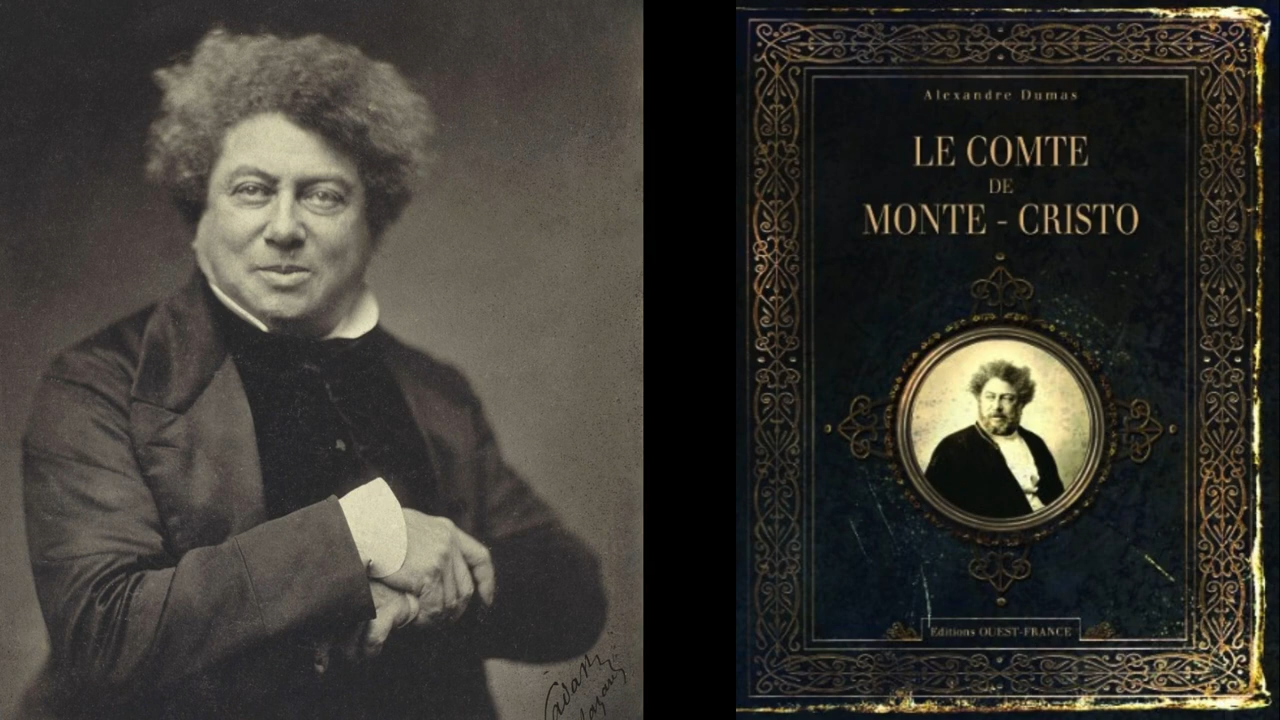 Alexandre Dumas
LE COMTE
DE
MONTE - CRISTO
Editions OUEST-FRANCE